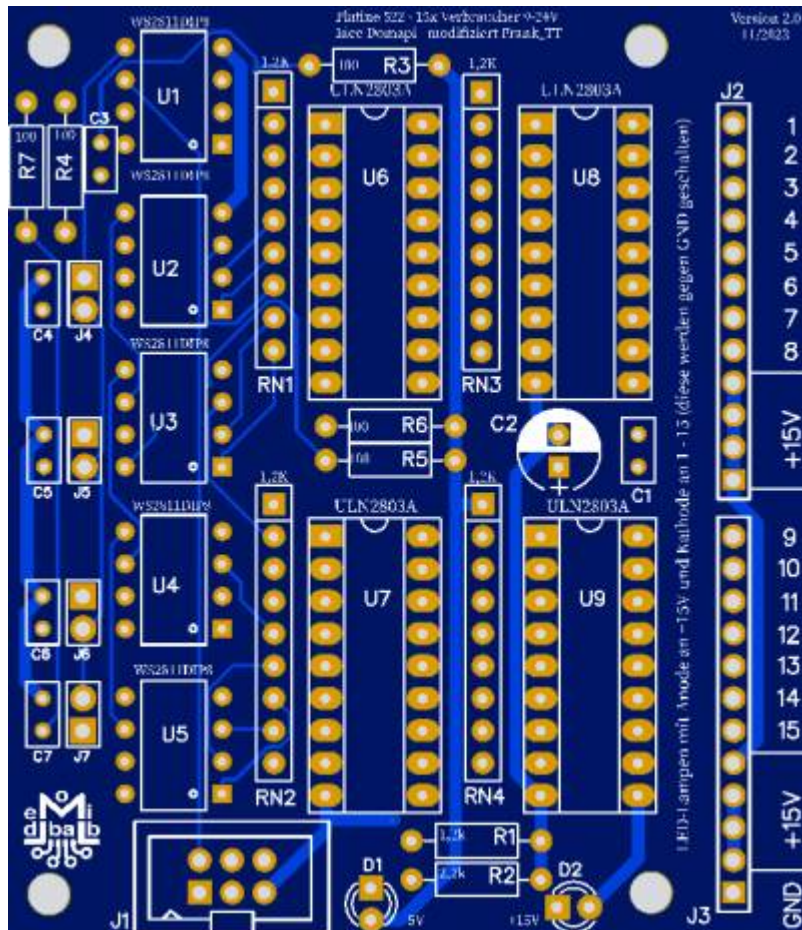 Platine 522 - 15x Verbraucher 9-24V
Idee Domapi - modifiziert Frank_TT
Version 2.0
11/2023
WS2811DIP8
U1
1,2K
100 R3
1,2K
ULN2803A
ULN2803A
J2
C3
100 R7
100 R4
U6
U8
1
2
3
4
5
6
7
8
+15V
WS2811DIP8
U2
C4
J4
WS2811DIP8
RN1
RN3
U3
100 R6
100 R5
C2
+
C1
C5
J5
1,2K
1,2K
WS2811DIP8
ULN2803A
ULN2803A
U4
U7
U9
9
10
11
12
13
14
15
+15V
GND
C6
J6
WS2811DIP8
U5
C7
J7
RN2
RN4
LED-Lampen mit Anode an +15V und Kathode an 1 - 15 (diese werden gegen GND geschalten)
1,2k R1
2,2k R2
D1
D2
J1
5V
+15V
J3